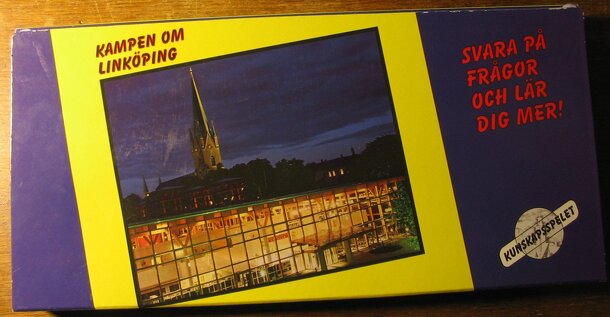 KAMPEN OM
LINKÖPING
SVARA PÅ
FRÅGOR
OCH LÄR
DIG MER!
KUNSKAPSSPELET